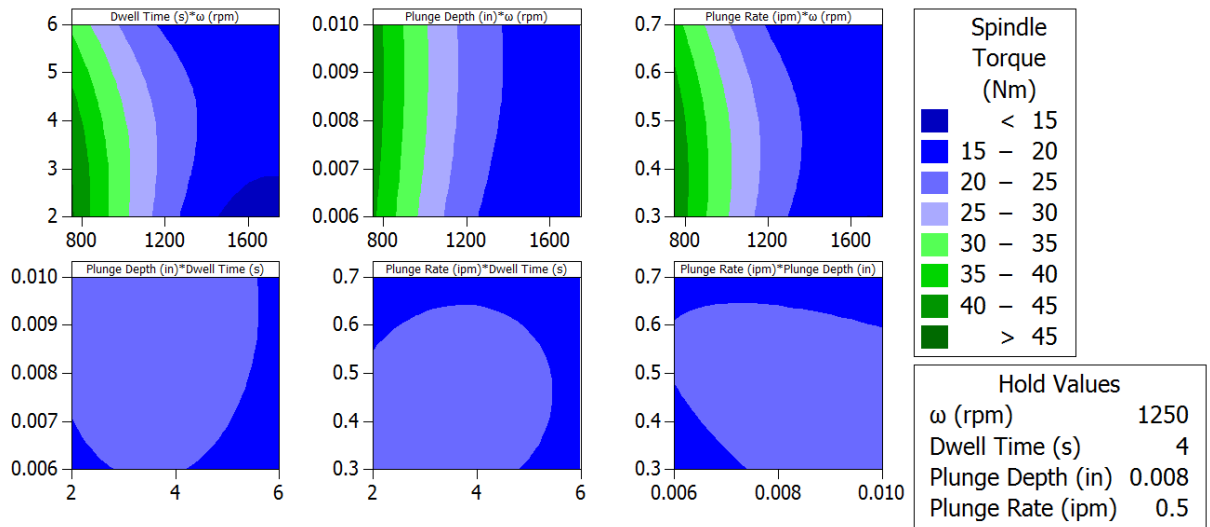 Dwell Time (s)*ω (rpm)
6
5
4
3
2
800 1200 1600
Plunge Depth (in)*ω (rpm)
0.010
0.009
0.008
0.007
0.006
800 1200 1600
Plunge Rate (ipm)*ω (rpm)
0.7
0.6
0.5
0.4
0.3
800 1200 1600
Plunge Depth (in)*Dwell Time (s)
0.010
0.009
0.008
0.007
0.006
2 4 6
Plunge Rate (ipm)*Dwell Time (s)
0.7
0.6
0.5
0.4
0.3
2 4 6
Plunge Rate (ipm)*Plunge Depth (in)
0.7
0.6
0.5
0.4
0.3
0.006 0.008 0.010
Spindle
Torque
(Nm)
< 15
15 – 20
20 – 25
25 – 30
30 – 35
35 – 40
40 – 45
> 45
Hold Values
ω (rpm) 1250
Dwell Time (s) 4
Plunge Depth (in) 0.008
Plunge Rate (ipm) 0.5